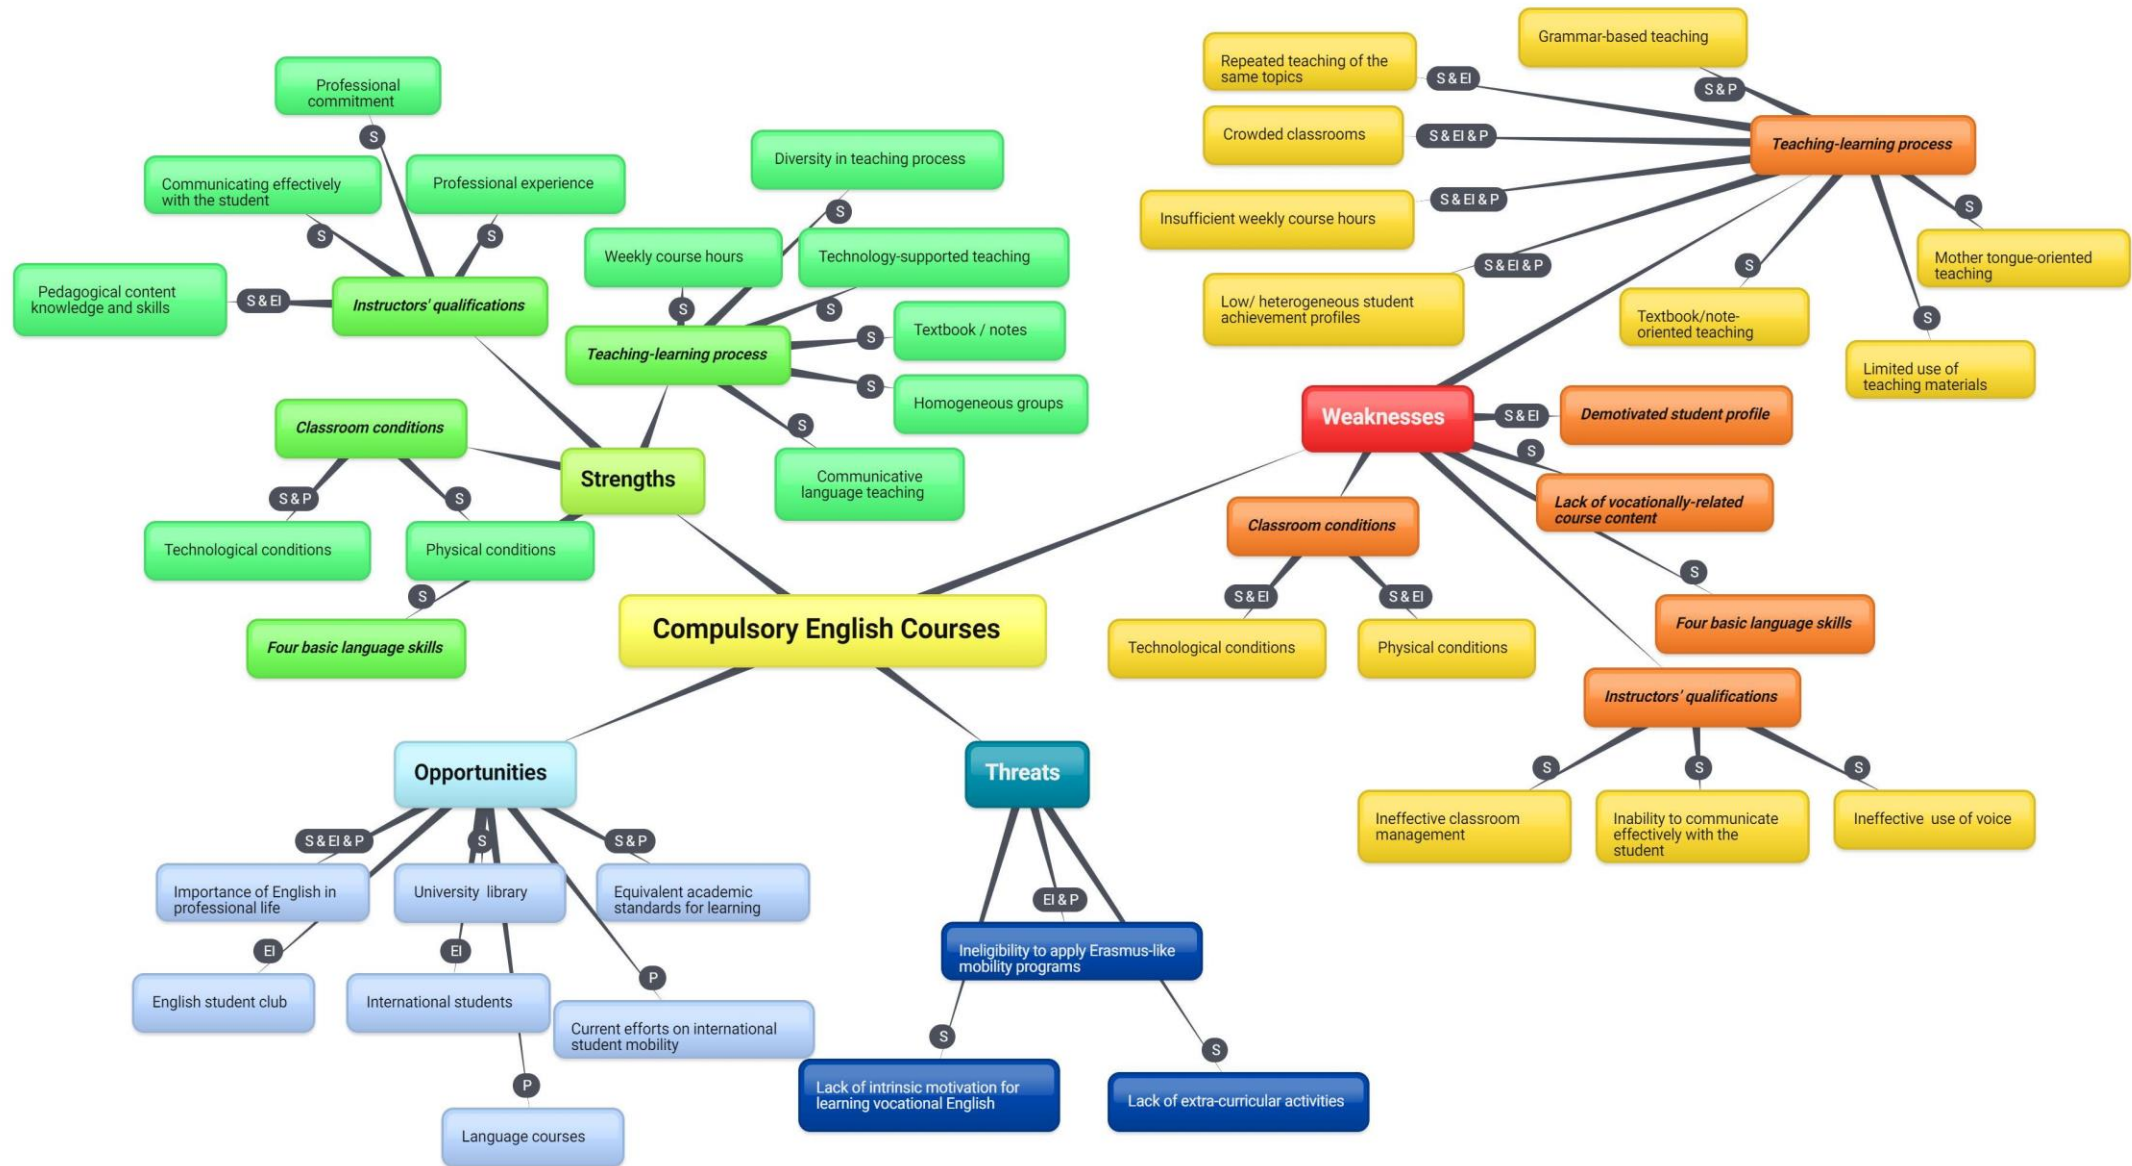 Grammar-based teaching
Repeated teaching of the
same topics
S & EI
S & P
Crowded classrooms
S & EI & P
Teaching-learning process
Insufficient weekly course hours
S & EI & P
S
Mother tongue-oriented
teaching
Low/ heterogeneous student
achievement profiles
S & EI & P
S
Textbook/note-
oriented teaching
S
Limited use of
teaching materials
Professional
commitment
S
Communicating effectively
with the student
S
Professional experience
S
Pedagogical content
knowledge and skills
S & EI
Instructors' qualifications
Diversity in teaching process
S
Weekly course hours
S
Technology-supported teaching
S
Teaching-learning process
S
Textbook / notes
S
Homogeneous groups
S
Communicative
language teaching
Classroom conditions
S & P
S
Technological conditions
Physical conditions
S
Four basic language skills
Strengths
Weaknesses
S & EI
Demotivated student profile
S
Lack of vocationally-related
course content
S
Four basic language skills
Classroom conditions
S & EI
S & EI
Technological conditions
Physical conditions
Instructors' qualifications
S
S
S
Ineffective classroom
management
Inability to communicate
effectively with the
student
Ineffective use of voice
Compulsory English Courses
Opportunities
S & EI & P
S
S & P
Importance of English in
professional life
University library
Equivalent academic
standards for learning
EI
EI
P
English student club
International students
Current efforts on international
student mobility
P
Language courses
Threats
EI & P
Ineligibility to apply Erasmus-like
mobility programs
S
S
Lack of intrinsic motivation for
learning vocational English
Lack of extra-curricular activities